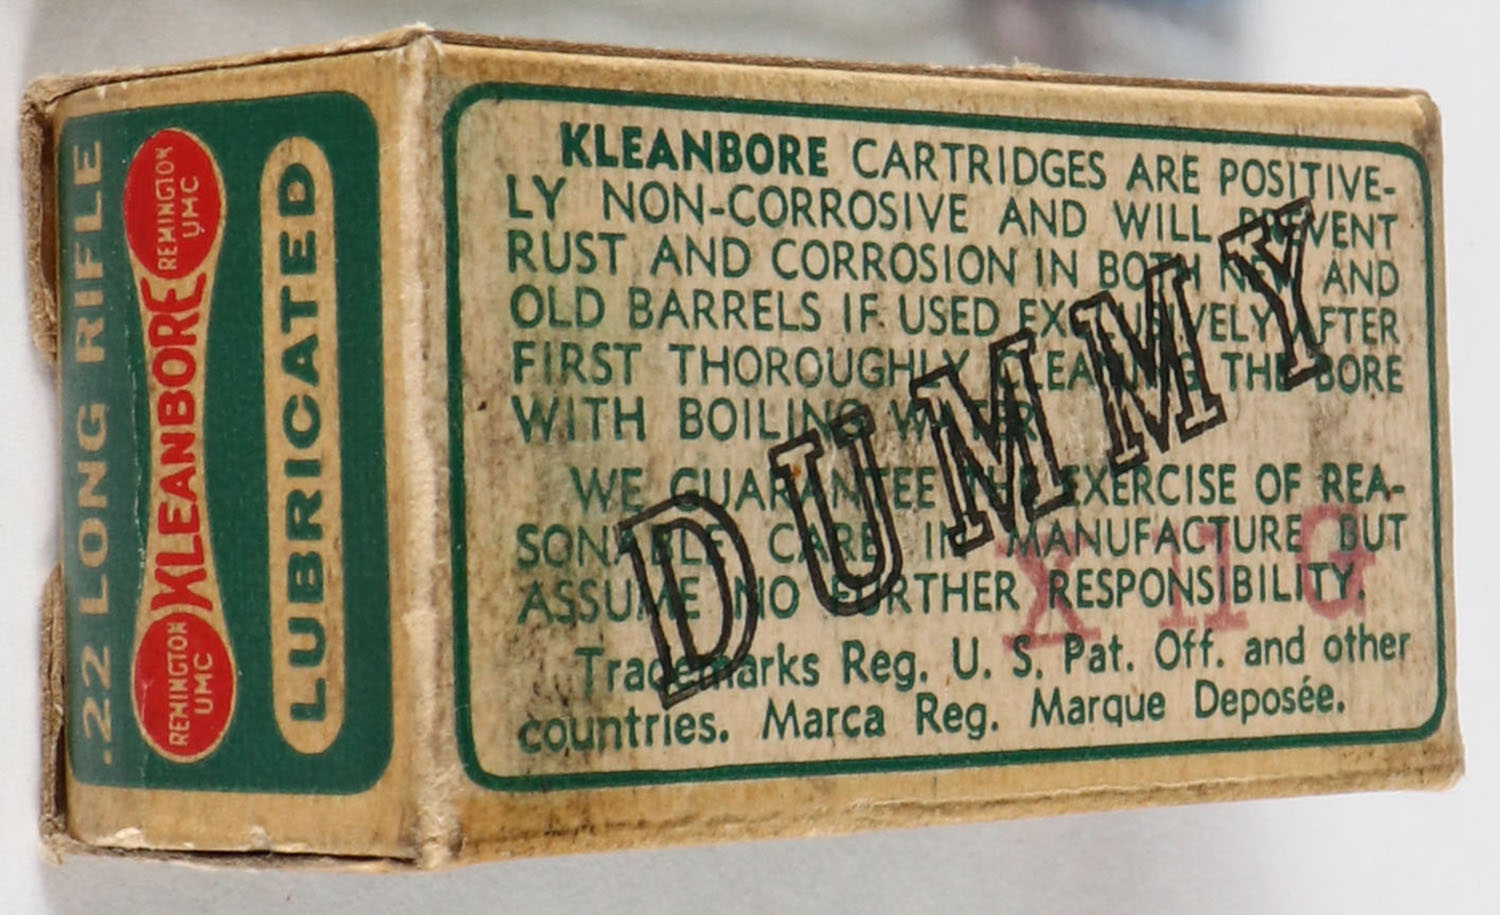 .22 LONG RIFLE
REMINGTON
UMC
KLEANBORE
REMINGTON
UMC
LUBRICATED
KLEANBORE CARTRIDGES ARE POSITIVE-
LY NON-CORROSIVE AND WILL PREVENT
RUST AND CORROSION IN BOTH NEW AND
OLD BARRELS IF USED EXCLUSIVELY AFTER
FIRST THOROUGHLY CLEANING THE BORE
WITH BOILING WATER.
WE GUARANTEE THE EXERCISE OF REA-
SONABLE CARE IN MANUFACTURE BUT
ASSUME NO FURTHER RESPONSIBILITY.
Trademarks Reg. U. S. Pat. Off. and other
countries. Marca Reg. Marque Deposée.
DUMMY